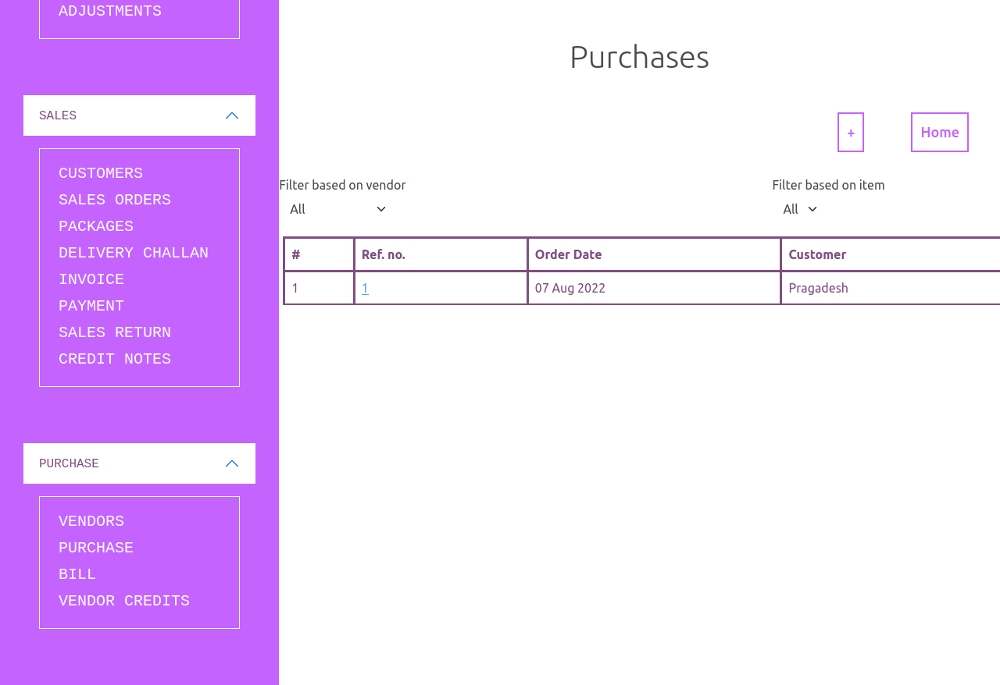 ADJUSTMENTS
SALES
CUSTOMERS
SALES ORDERS
PACKAGES
DELIVERY CHALLAN
INVOICE
PAYMENT
SALES RETURN
CREDIT NOTES
PURCHASE
VENDORS
PURCHASE
BILL
VENDOR CREDITS
Purchases
+ Home
Filter based on vendor Filter based on item
All All
# Ref. no. Order Date Customer
1 1 07 Aug 2022 Pragadesh